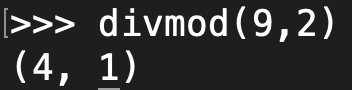 >>> divmod(9,2)
(4, 1)